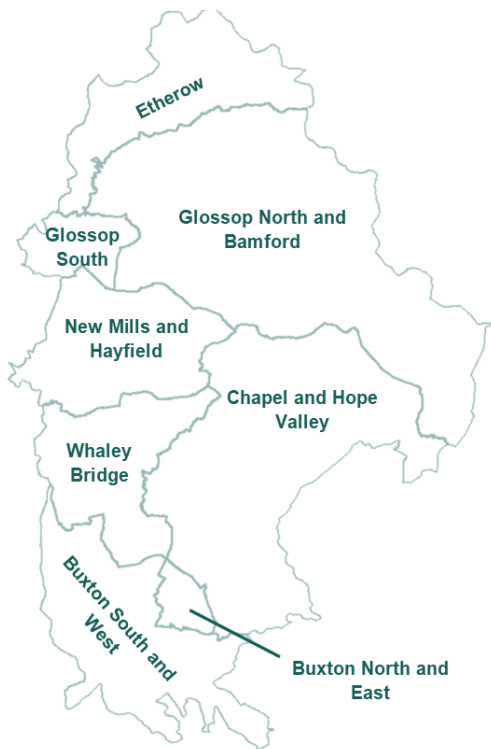 Etherow
Glossop North and
Bamford
Glossop
South
New Mills and
Hayfield
Chapel and Hope
Valley
Whaley
Bridge
Buxton South and
West
Buxton North and
East